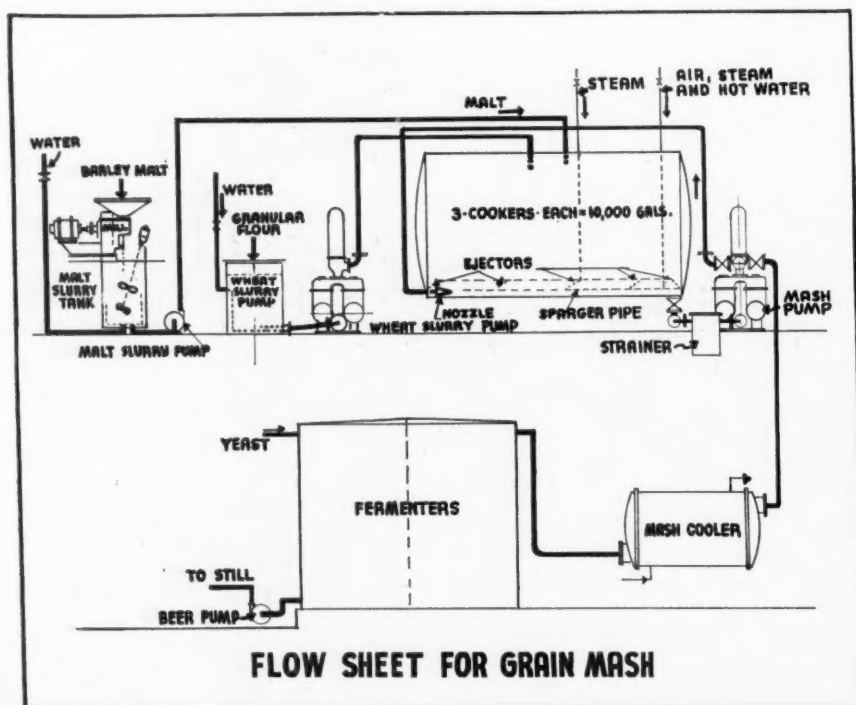 STEAM
AIR, STEAM
AND HOT WATER
MALT
WATER
BARLEY MALT
MILL
MALT
SLURRY
TANK
MALT SLURRY PUMP
WATER
GRANULAR
FLOUR
WHEAT
SLURRY
PUMP
3-COOKERS-EACH=10,000 GALS.
EJECTORS
NOZZLE
WHEAT SLURRY PUMP
SPARGER PIPE
STRAINER
MASH
PUMP
YEAST
FERMENTERS
MASH COOLER
TO STILL
BEER PUMP
FLOW SHEET FOR GRAIN MASH